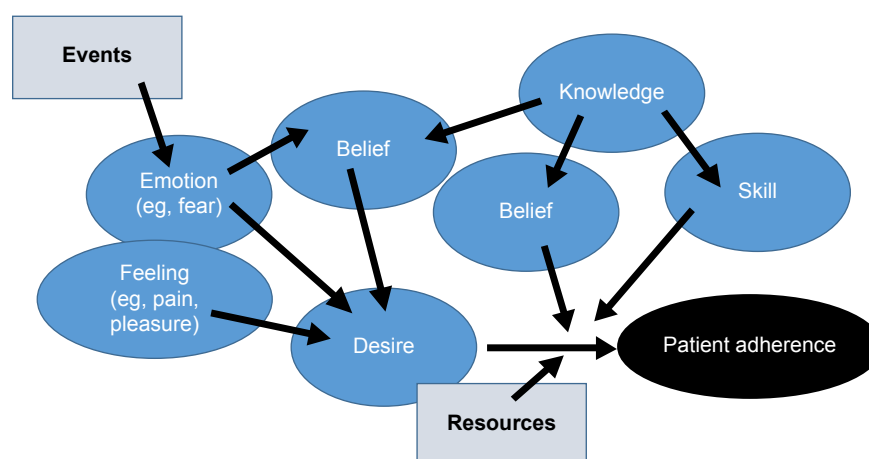 Events
Knowledge
Belief
Emotion
(eg, fear)
Belief
Skill
Feeling
(eg, pain,
pleasure)
Desire
Patient adherence
Resources